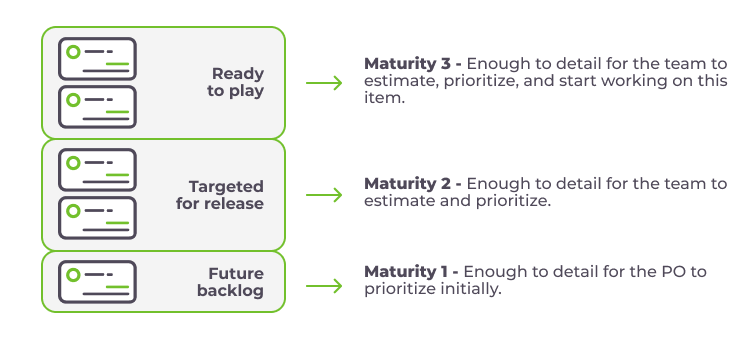 Ready
to play
Maturity 3 - Enough to detail for the team to
estimate, prioritize, and start working on this
item.
Targeted
for release
Maturity 2 - Enough to detail for the team to
estimate and prioritize.
Future
backlog
Maturity 1 - Enough to detail for the PO to
prioritize initially.